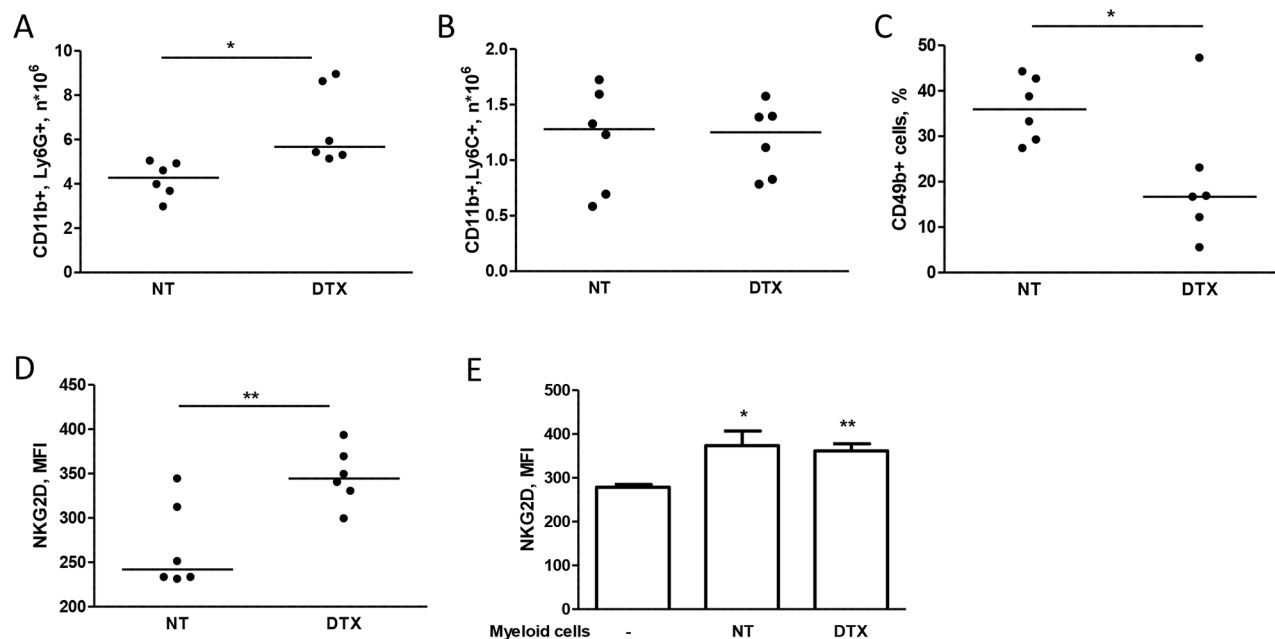 A
CD11b+, Ly6G+, n*10^6
10
8
6
4
2
0
*
NT DTX
B
CD11b+,Ly6C+, n*10^6
2.0
1.5
1.0
0.5
0.0
NT DTX
C
CD49b+ cells, %
50
40
30
20
10
0
*
NT DTX
D
NKG2D, MFI
450
400
350
300
250
200
**
NT DTX
E
NKG2D, MFI
500
400
300
200
100
0
*
**
Myeloid cells - NT DTX